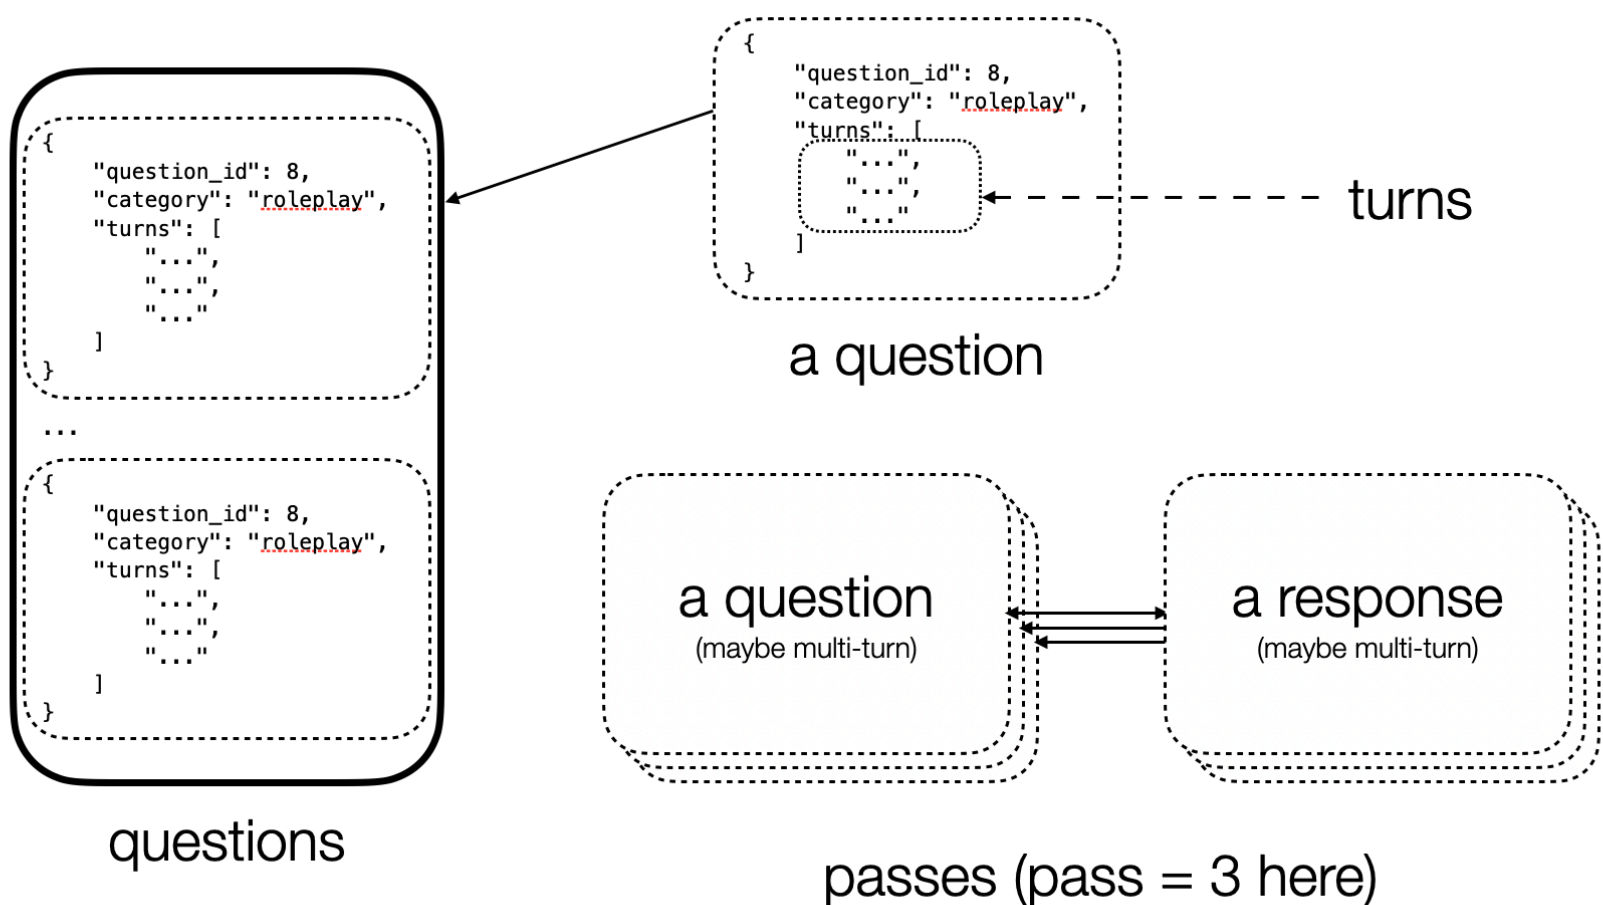 {
    "question_id": 8,
    "category": "roleplay",
    "turns": [
        "...",
        "...",
        "..."
    ]
}
...
{
    "question_id": 8,
    "category": "roleplay",
    "turns": [
        "...",
        "...",
        "..."
    ]
}
questions
{
    "question_id": 8,
    "category": "roleplay",
    "turns": [
        "...",
        "...",
        "..."
    ]
}
turns
a question
a question
(maybe multi-turn)
a response
(maybe multi-turn)
passes (pass = 3 here)